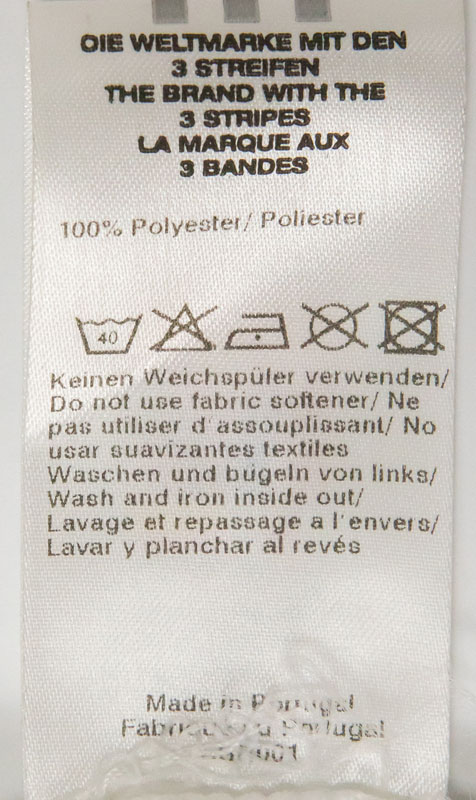 DIE WELTMARKE MIT DEN
3 STREIFEN
THE BRAND WITH THE
3 STRIPES
LA MARQUE AUX
3 BANDES
100% Polyester/ Poliester
40
Keinen Weichspüler verwenden/
Do not use fabric softener/ Ne
pas utiliser d'assouplissant/ No
usar suavizantes textiles
Waschen und bügeln von links/
Wash and iron inside out/
Lavage et repassage a l'envers/
Lavar y planchar al revés
Made in Portugal
Portugal